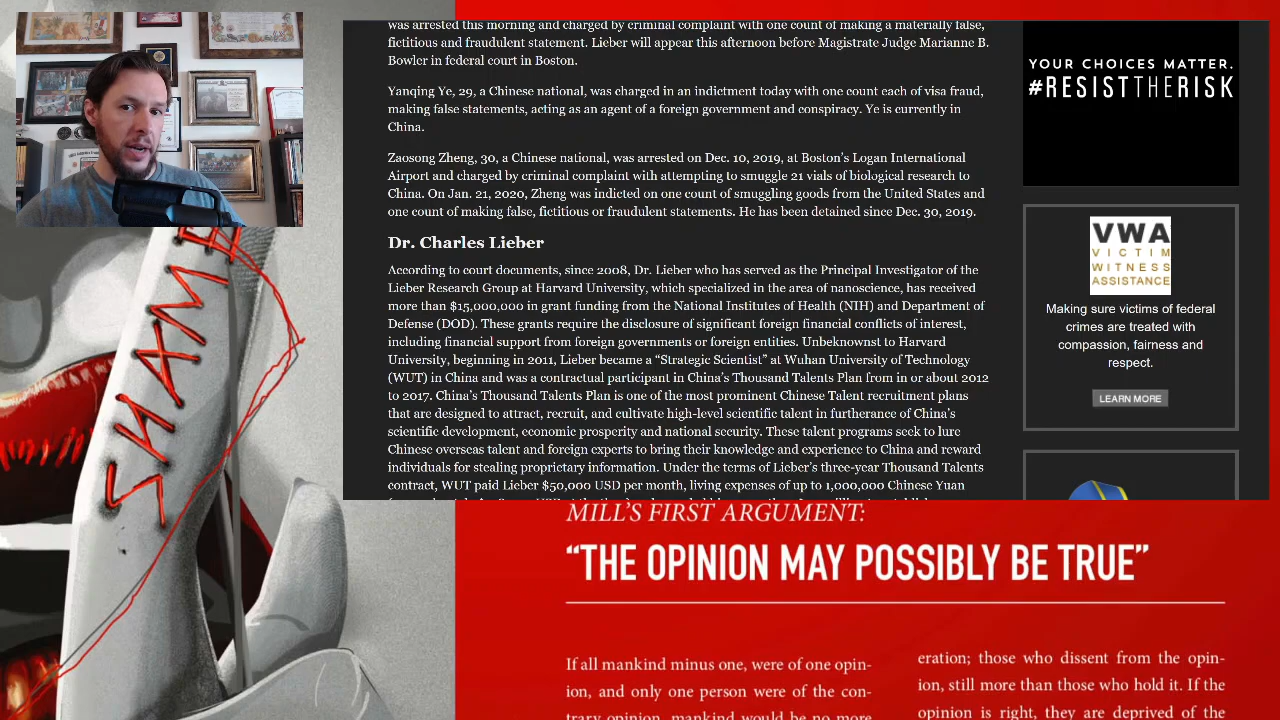 was arrested this morning and charged by criminal complaint with one count of making a materially false,
fictitious and fraudulent statement. Lieber will appear this afternoon before Magistrate Judge Marianne B.
Bowler in federal court in Boston.
Yanqing Ye, 29, a Chinese national, was charged in an indictment today with one count each of visa fraud,
making false statements, acting as an agent of a foreign government and conspiracy. Ye is currently in
China.
Zaosong Zheng, 30, a Chinese national, was arrested on Dec. 10, 2019, at Boston’s Logan International
Airport and charged by criminal complaint with attempting to smuggle 21 vials of biological research to
China. On Jan. 21, 2020, Zheng was indicted on one count of smuggling goods from the United States and
one count of making false, fictitious or fraudulent statements. He has been detained since Dec. 30, 2019.
Dr. Charles Lieber
According to court documents, since 2008, Dr. Lieber who has served as the Principal Investigator of the
Lieber Research Group at Harvard University, which specialized in the area of nanoscience, has received
more than $15,000,000 in grant funding from the National Institutes of Health (NIH) and Department of
Defense (DOD). These grants require the disclosure of significant foreign financial conflicts of interest,
including financial support from foreign governments or foreign entities. Unbeknownst to Harvard
University, beginning in 2011, Lieber became a “Strategic Scientist” at Wuhan University of Technology
(WUT) in China and was a contractual participant in China’s Thousand Talents Plan from in or about 2012
to 2017. China’s Thousand Talents Plan is one of the most prominent Chinese Talent recruitment plans
that are designed to attract, recruit, and cultivate high-level scientific talent in furtherance of China’s
scientific development, economic prosperity and national security. These talent programs seek to lure
Chinese overseas talent and foreign experts to bring their knowledge and experience to China and reward
individuals for stealing proprietary information. Under the terms of Lieber’s three-year Thousand Talents
contract, WUT paid Lieber $50,000 USD per month, living expenses of up to 1,000,000 Chinese Yuan
YOUR CHOICES MATTER.
#RESISTTHERISK
VWA
VICTIM
WITNESS
ASSISTANCE
Making sure victims of federal
crimes are treated with
compassion, fairness and
respect.
LEARN MORE
SHAME
MILL’S FIRST ARGUMENT:
“THE OPINION MAY POSSIBLY BE TRUE”
If all mankind minus one, were of one opin-
ion, and only one person were of the con-
trary opinion, mankind would be no more
eration; those who dissent from the opin-
ion, still more than those who hold it. If the
opinion is right, they are deprived of the